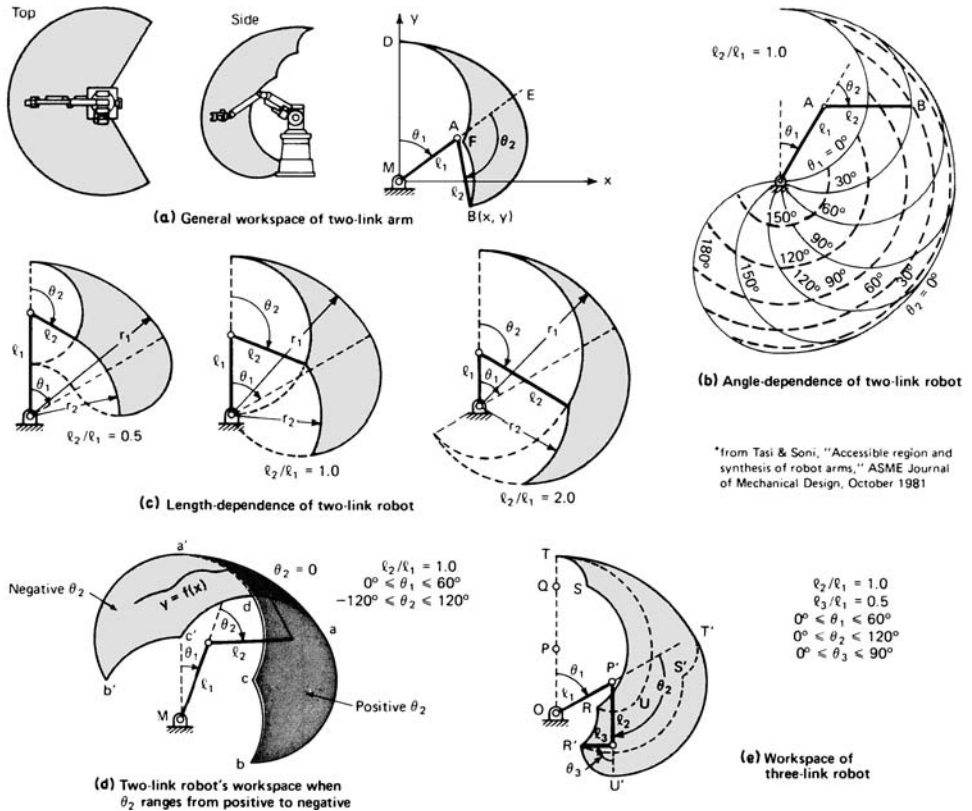 Top
Side
y
D
E
θ1
A
F
θ2
M
ℓ1
ℓ2
x
B(x, y)
(a) General workspace of two-link arm
ℓ2/ℓ1 = 1.0
θ2
A
B
θ1
ℓ1
ℓ2
θ1 = 0°
30°
60°
150°
90°
180°
120°
150°
120°
90°
60°
30°
θ2 = 0°
(b) Angle-dependence of two-link robot
θ2
ℓ2
r1
ℓ1
θ1
r2
ℓ2/ℓ1 = 0.5
θ2
r1
ℓ2
ℓ1
θ1
r2
ℓ2/ℓ1 = 1.0
θ2
r1
ℓ1
θ1
ℓ2
r2
ℓ2/ℓ1 = 2.0
(c) Length-dependence of two-link robot
*from Tasi & Soni, "Accessible region and
synthesis of robot arms," ASME Journal
of Mechanical Design, October 1981
a'
θ2 = 0
ℓ2/ℓ1 = 1.0
0° ≤ θ1 ≤ 60°
−120° ≤ θ2 ≤ 120°
Negative θ2
y = f(x)
d
θ2
a
c'
θ1
ℓ2
b'
ℓ1
c
M
Positive θ2
b
(d) Two-link robot's workspace when
θ2 ranges from positive to negative
T
Q
S
ℓ2/ℓ1 = 1.0
ℓ3/ℓ1 = 0.5
0° ≤ θ1 ≤ 60°
0° ≤ θ2 ≤ 120°
0° ≤ θ3 ≤ 90°
T'
P
P'
S'
θ1
θ2
ℓ1
O
R
U
ℓ2
R'
ℓ3
θ3
U'
(e) Workspace of
three-link robot